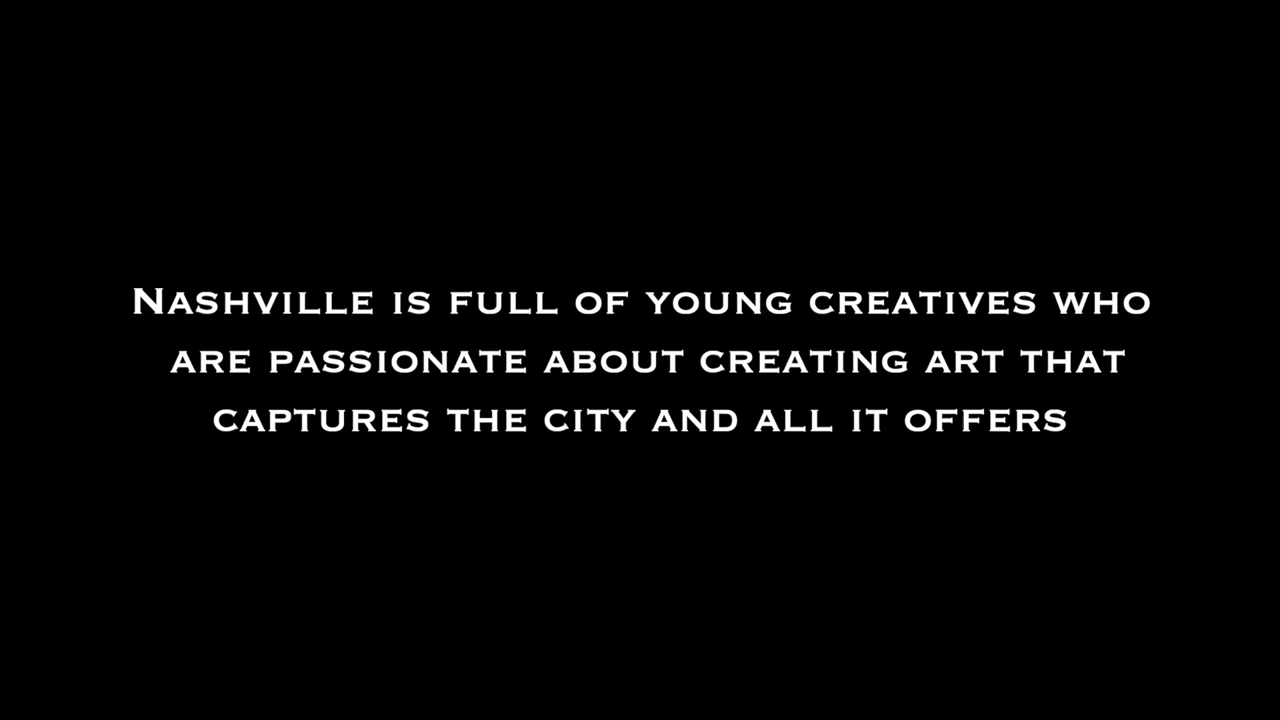 Nashville is full of young creatives who
are passionate about creating art that
captures the city and all it offers